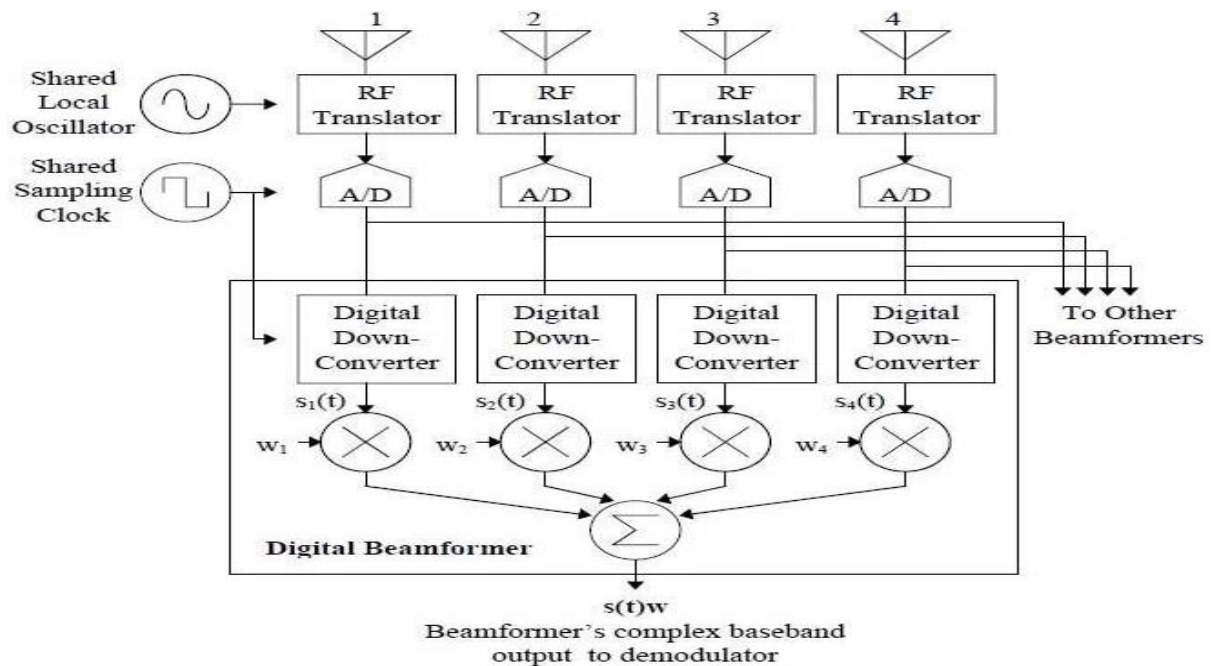 1
2
3
4
Shared
Local
Oscillator
RF
Translator
RF
Translator
RF
Translator
RF
Translator
Shared
Sampling
Clock
A/D
A/D
A/D
A/D
To Other
Beamformers
Digital
Down-
Converter
Digital
Down-
Converter
Digital
Down-
Converter
Digital
Down-
Converter
s₁(t)
s₂(t)
s₃(t)
s₄(t)
w₁
w₂
w₃
w₄
Σ
Digital Beamformer
s(t)w
Beamformer's complex baseband
output to demodulator